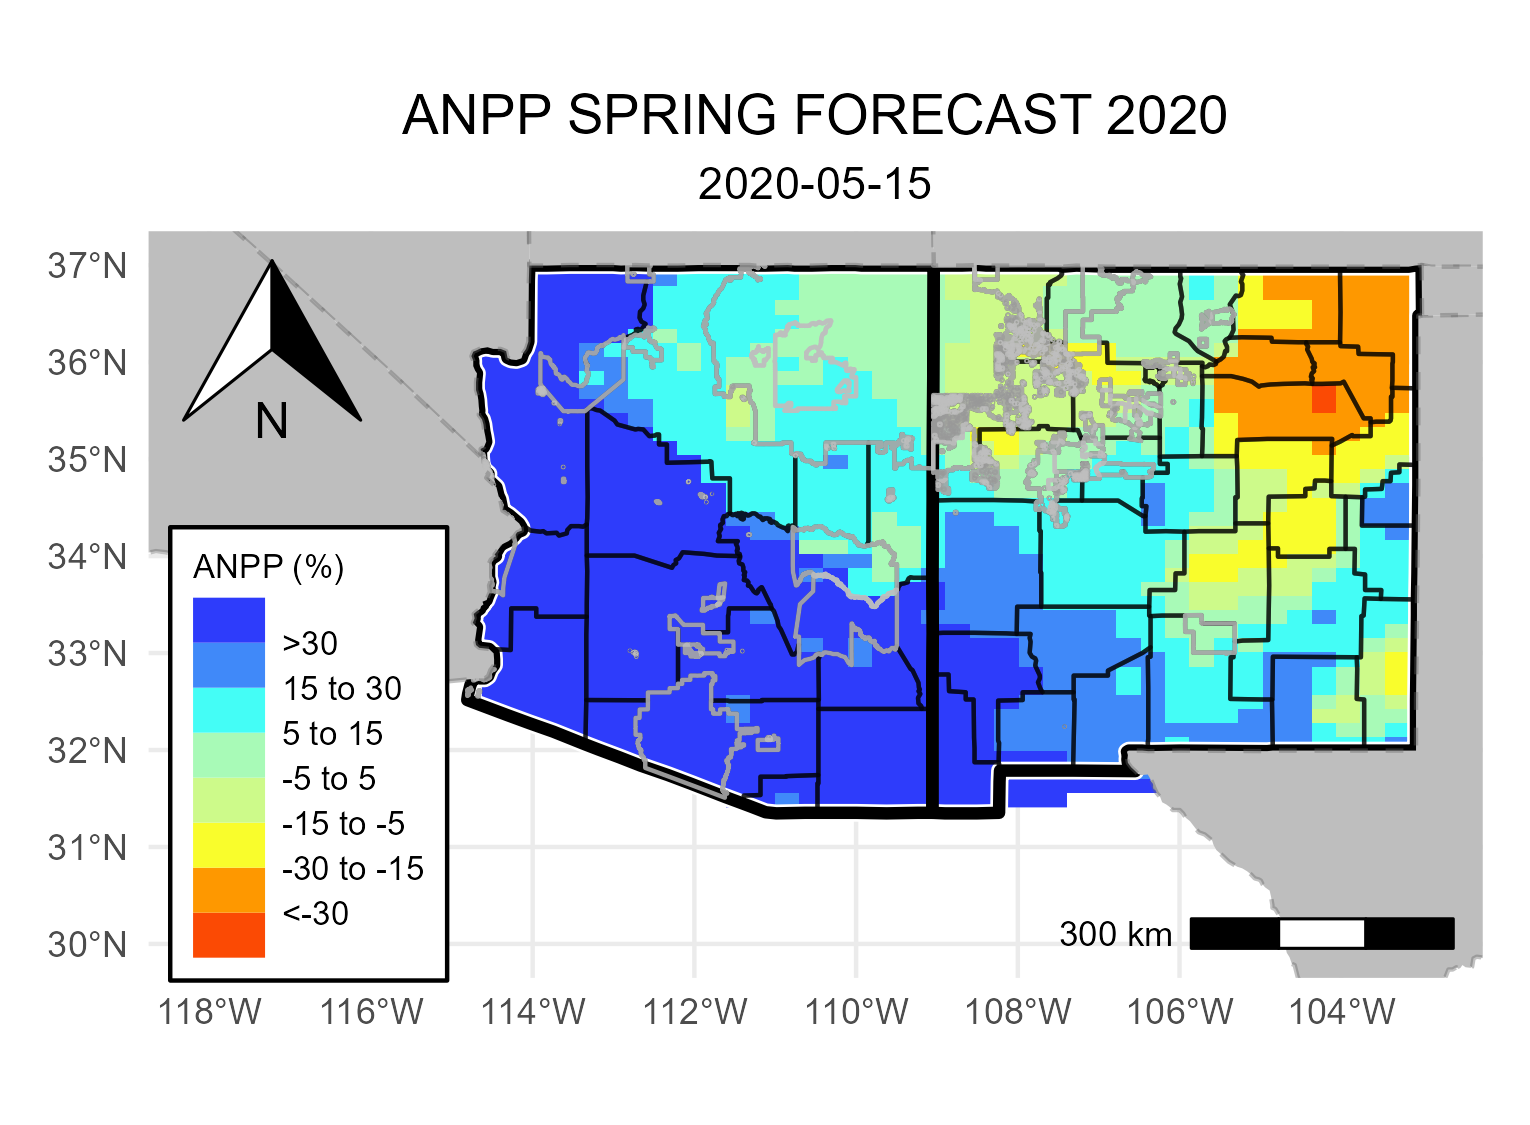 ANPP SPRING FORECAST 2020
2020-05-15
37°N
36°N
35°N
34°N
33°N
32°N
31°N
30°N
N
ANPP (%)
>30
15 to 30
5 to 15
-5 to 5
-15 to -5
-30 to -15
<-30
300 km
118°W 116°W 114°W 112°W 110°W 108°W 106°W 104°W